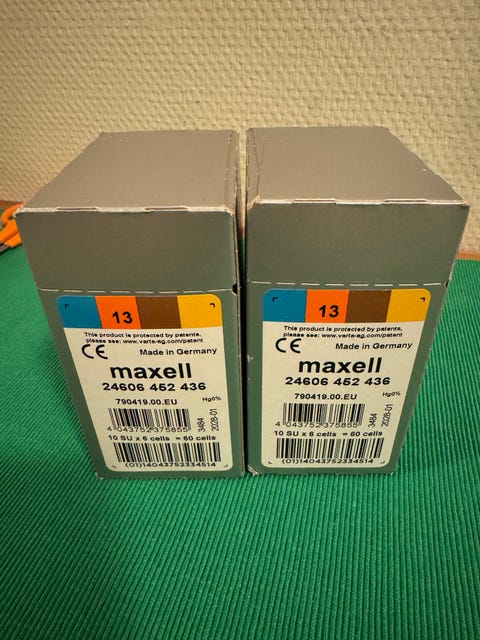 13
This product is protected by patents,
please see: www.varta-ag.com/patent
CE Made in Germany
maxell
24606 452 436
790419.00.EU Hg0%
4 043752 375855
3484
2028-01
10 SU x 6 cells = 60 cells
(01)14043752334514
13
This product is protected by patents,
please see: www.varta-ag.com/patent
CE Made in Germany
maxell
24606 452 436
790419.00.EU Hg0%
4 043752 375855
3484
2028-01
10 SU x 6 cells = 60 cells
(01)14043752334514